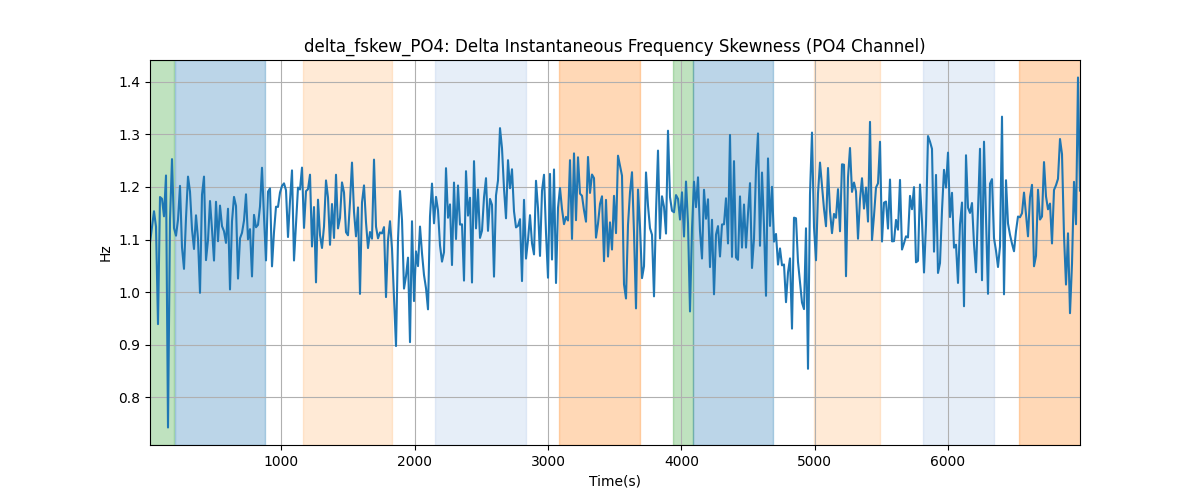 delta_fskew_PO4: Delta Instantaneous Frequency Skewness (PO4 Channel)
1.4
1.3
1.2
1.1
1.0
0.9
0.8
Hz
1000 2000 3000 4000 5000 6000
Time(s)